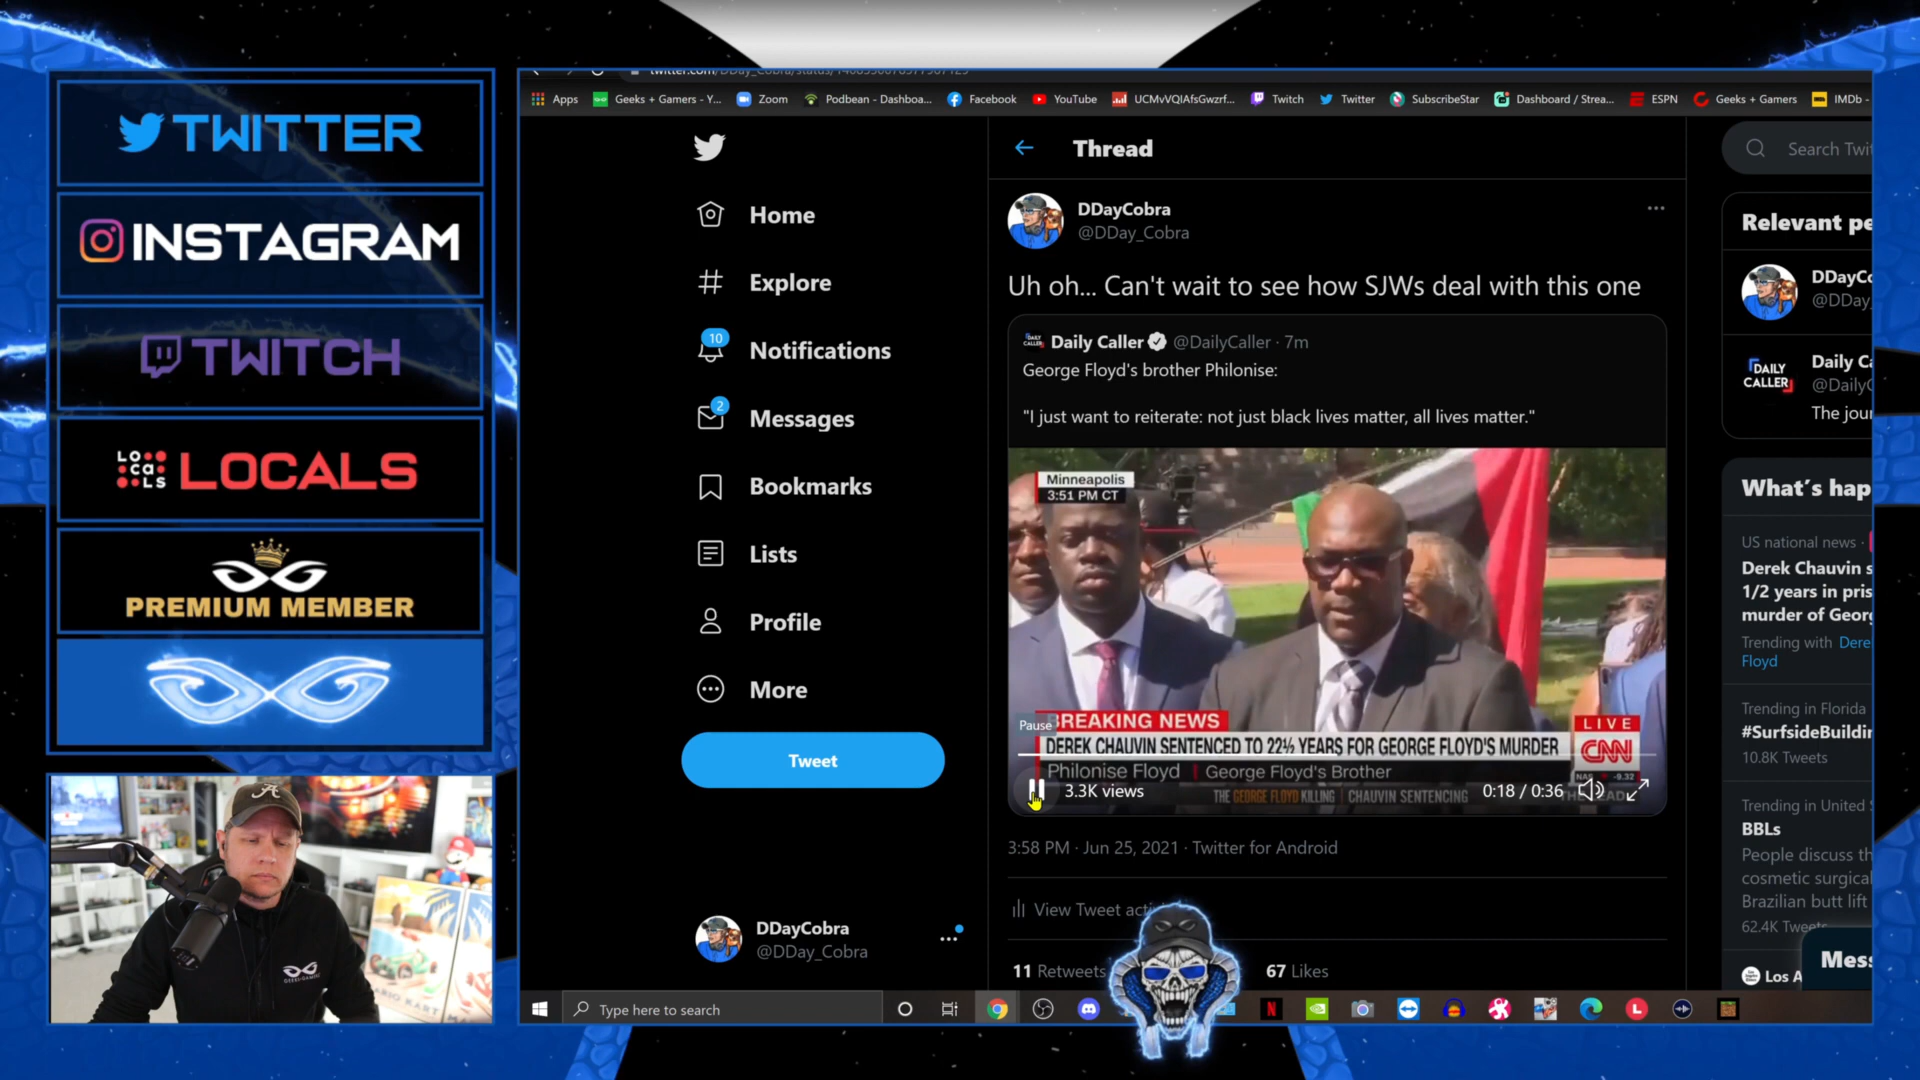 TWITTER
INSTAGRAM
TWITCH
LOCALS
LOCALS
PREMIUM MEMBER
GEEKS+GAMERS
Apps
Geeks + Gamers - Y...
Zoom
Podbean - Dashboa...
Facebook
YouTube
UCMvVQIAfsGwzrf...
Twitch
Twitter
SubscribeStar
Dashboard / Strea...
ESPN
Geeks + Gamers
IMDb -
Home
Explore
10
Notifications
2
Messages
Bookmarks
Lists
Profile
More
Tweet
DDayCobra
@DDay_Cobra
Thread
DDayCobra
@DDay_Cobra
Uh oh... Can't wait to see how SJWs deal with this one
Daily Caller @DailyCaller · 7m
George Floyd's brother Philonise:
"I just want to reiterate: not just black lives matter, all lives matter."
Minneapolis
3:51 PM CT
Pause
BREAKING NEWS
LIVE
DEREK CHAUVIN SENTENCED TO 22½ YEARS FOR GEORGE FLOYD'S MURDER
CNN
Philonise Floyd | George Floyd's Brother
-9.32
3.3K views
THE GEORGE FLOYD KILLING | CHAUVIN SENTENCING
0:18 / 0:36
3:58 PM · Jun 25, 2021 · Twitter for Android
View Tweet acti
11 Retweets
67 Likes
Search Twi
Relevant pe
DDayCo
@DDay
DAILY CALLER
Daily Ca
@DailyC
The jour
What's hap
US national news ·
Derek Chauvin s
1/2 years in pris
murder of Georg
Trending with Dere
Floyd
Trending in Florida
#SurfsideBuildin
10.8K Tweets
Trending in United S
BBLs
People discuss th
cosmetic surgical
Brazilian butt lift
62.4K Tweets
Los A
Mess
Type here to search